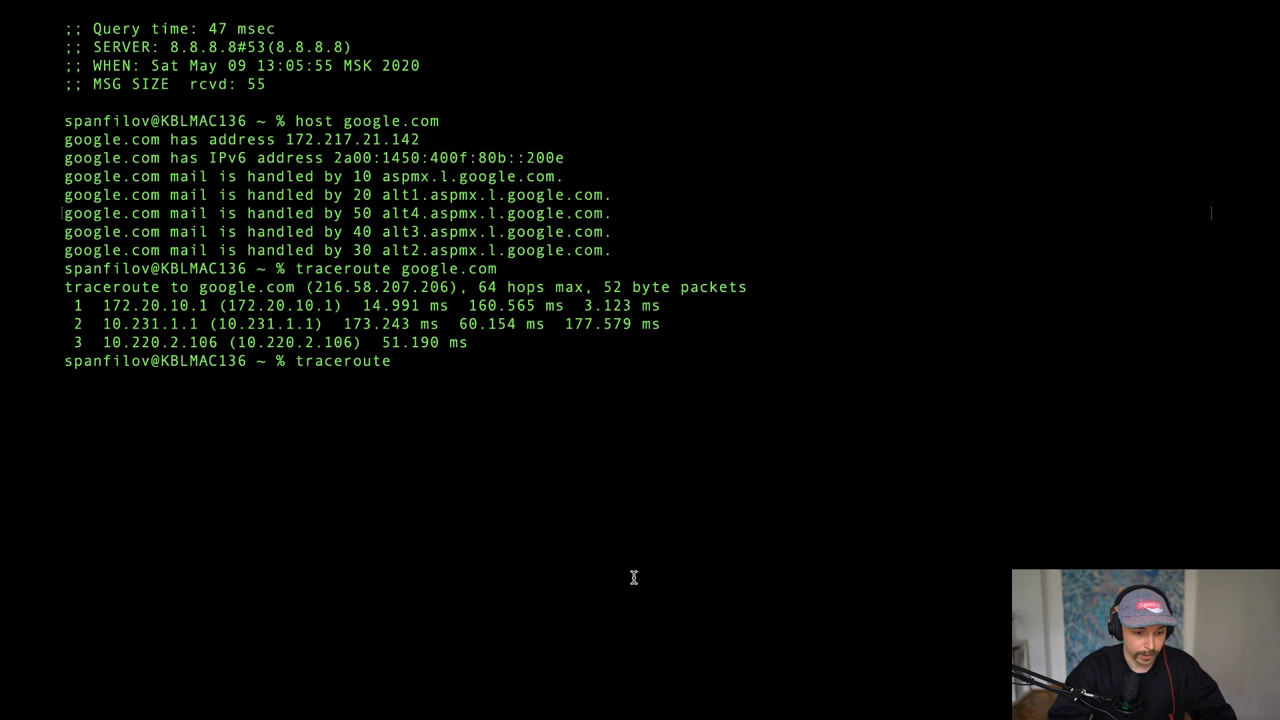 ;; Query time: 47 msec
;; SERVER: 8.8.8.8#53(8.8.8.8)
;; WHEN: Sat May 09 13:05:55 MSK 2020
;; MSG SIZE  rcvd: 55
spanfilov@KBLMAC136 ~ % host google.com
google.com has address 172.217.21.142
google.com has IPv6 address 2a00:1450:400f:80b::200e
google.com mail is handled by 10 aspmx.l.google.com.
google.com mail is handled by 20 alt1.aspmx.l.google.com.
google.com mail is handled by 50 alt4.aspmx.l.google.com.
google.com mail is handled by 40 alt3.aspmx.l.google.com.
google.com mail is handled by 30 alt2.aspmx.l.google.com.
spanfilov@KBLMAC136 ~ % traceroute google.com
traceroute to google.com (216.58.207.206), 64 hops max, 52 byte packets
 1  172.20.10.1 (172.20.10.1)  14.991 ms  160.565 ms  3.123 ms
 2  10.231.1.1 (10.231.1.1)  173.243 ms  60.154 ms  177.579 ms
 3  10.220.2.106 (10.220.2.106)  51.190 ms
spanfilov@KBLMAC136 ~ % traceroute